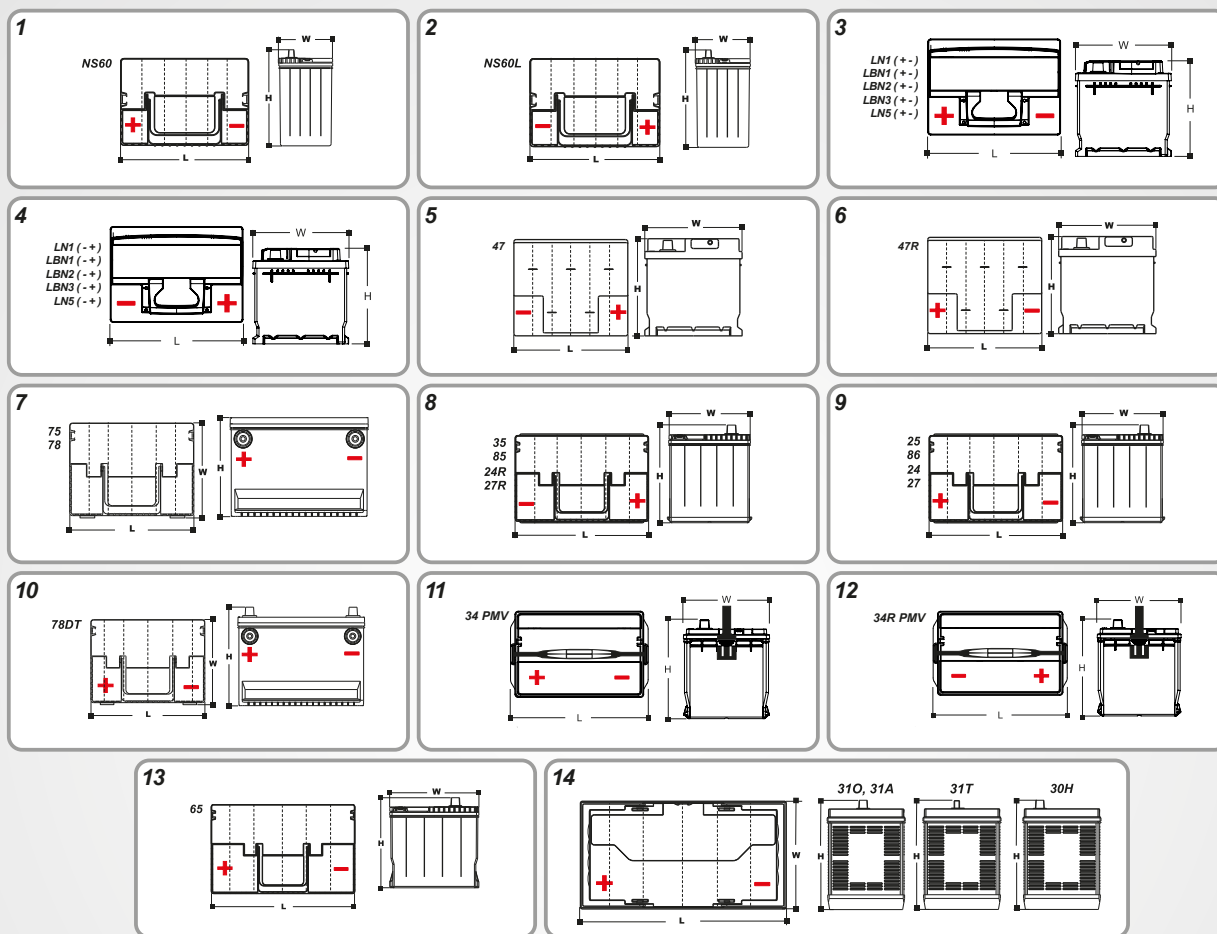 1
NS60
W
H
+ -
L
2
NS60L
W
H
- +
L
3
LN1 ( + - )
LBN1 ( + - )
LBN2 ( + - )
LBN3 ( + - )
LN5 ( + - )
W
H
+ -
L
4
LN1 ( - + )
LBN1 ( - + )
LBN2 ( - + )
LBN3 ( - + )
LN5 ( - + )
W
H
- +
L
5
47
W
H
- +
L
6
47R
W
H
+ -
L
7
75
78
W
H
+ -
L
8
35
85
24R
27R
W
H
- +
L
9
25
86
24
27
W
H
+ -
L
10
78DT
H
W
+ -
+ -
L
11
34 PMV
W
H
+ -
L
12
34R PMV
W
H
- +
L
13
65
W
H
+ -
L
14
31O, 31A 31T 30H
W
H H H
+ -
L